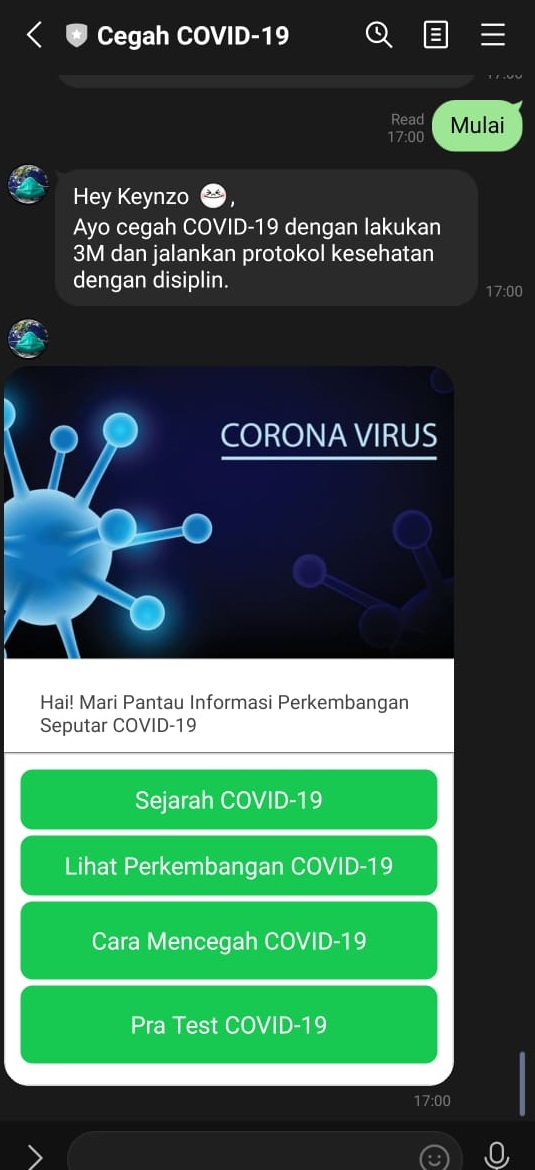 Cegah COVID-19
Mulai
Read
17:00
Hey Keynzo ,
Ayo cegah COVID-19 dengan lakukan
3M dan jalankan protokol kesehatan
dengan disiplin.
17:00
CORONA VIRUS
Hai! Mari Pantau Informasi Perkembangan
Seputar COVID-19
Sejarah COVID-19
Lihat Perkembangan COVID-19
Cara Mencegah COVID-19
Pra Test COVID-19
17:00